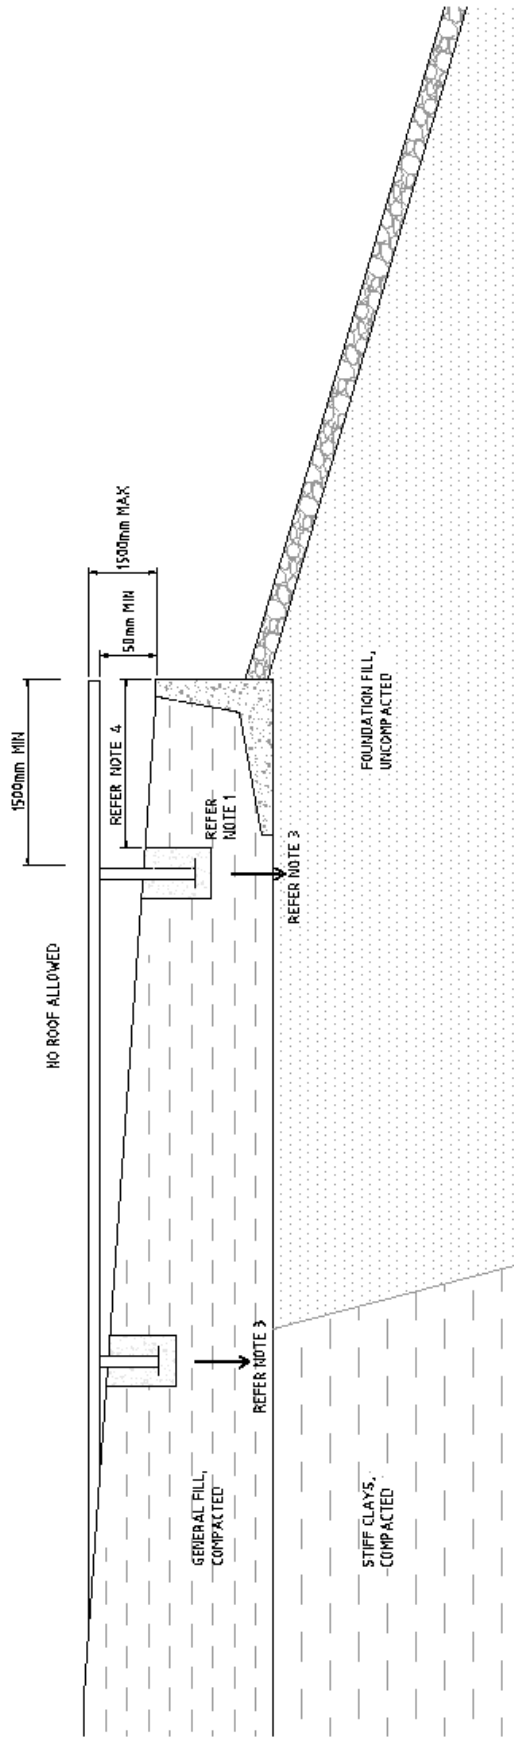 1500mm MIN
1500mm MAX
50mm MIN
REFER NOTE 4
NO ROOF ALLOWED
REFER
NOTE 1
REFER NOTE 3
REFER NOTE 3
GENERAL FILL,
COMPACTED
FOUNDATION FILL,
UNCOMPACTED
STIFF CLAYS,
COMPACTED